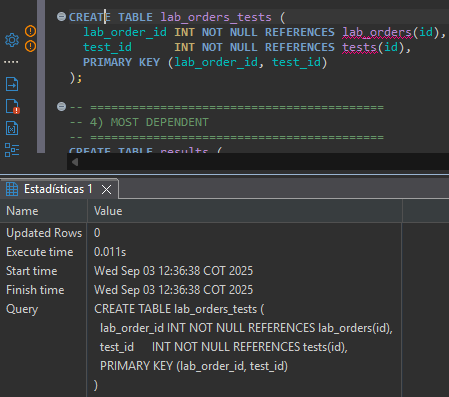 CREATE TABLE lab_orders_tests (
lab_order_id INT NOT NULL REFERENCES lab_orders(id),
test_id INT NOT NULL REFERENCES tests(id),
PRIMARY KEY (lab_order_id, test_id)
);
-- ==========================================
-- 4) MOST DEPENDENT
-- ==========================================
CREATE TABLE results (
Estadísticas 1
Name Value
Updated Rows 0
Execute time 0.011s
Start time Wed Sep 03 12:36:38 COT 2025
Finish time Wed Sep 03 12:36:38 COT 2025
Query CREATE TABLE lab_orders_tests (
lab_order_id INT NOT NULL REFERENCES lab_orders(id),
test_id INT NOT NULL REFERENCES tests(id),
PRIMARY KEY (lab_order_id, test_id)
)